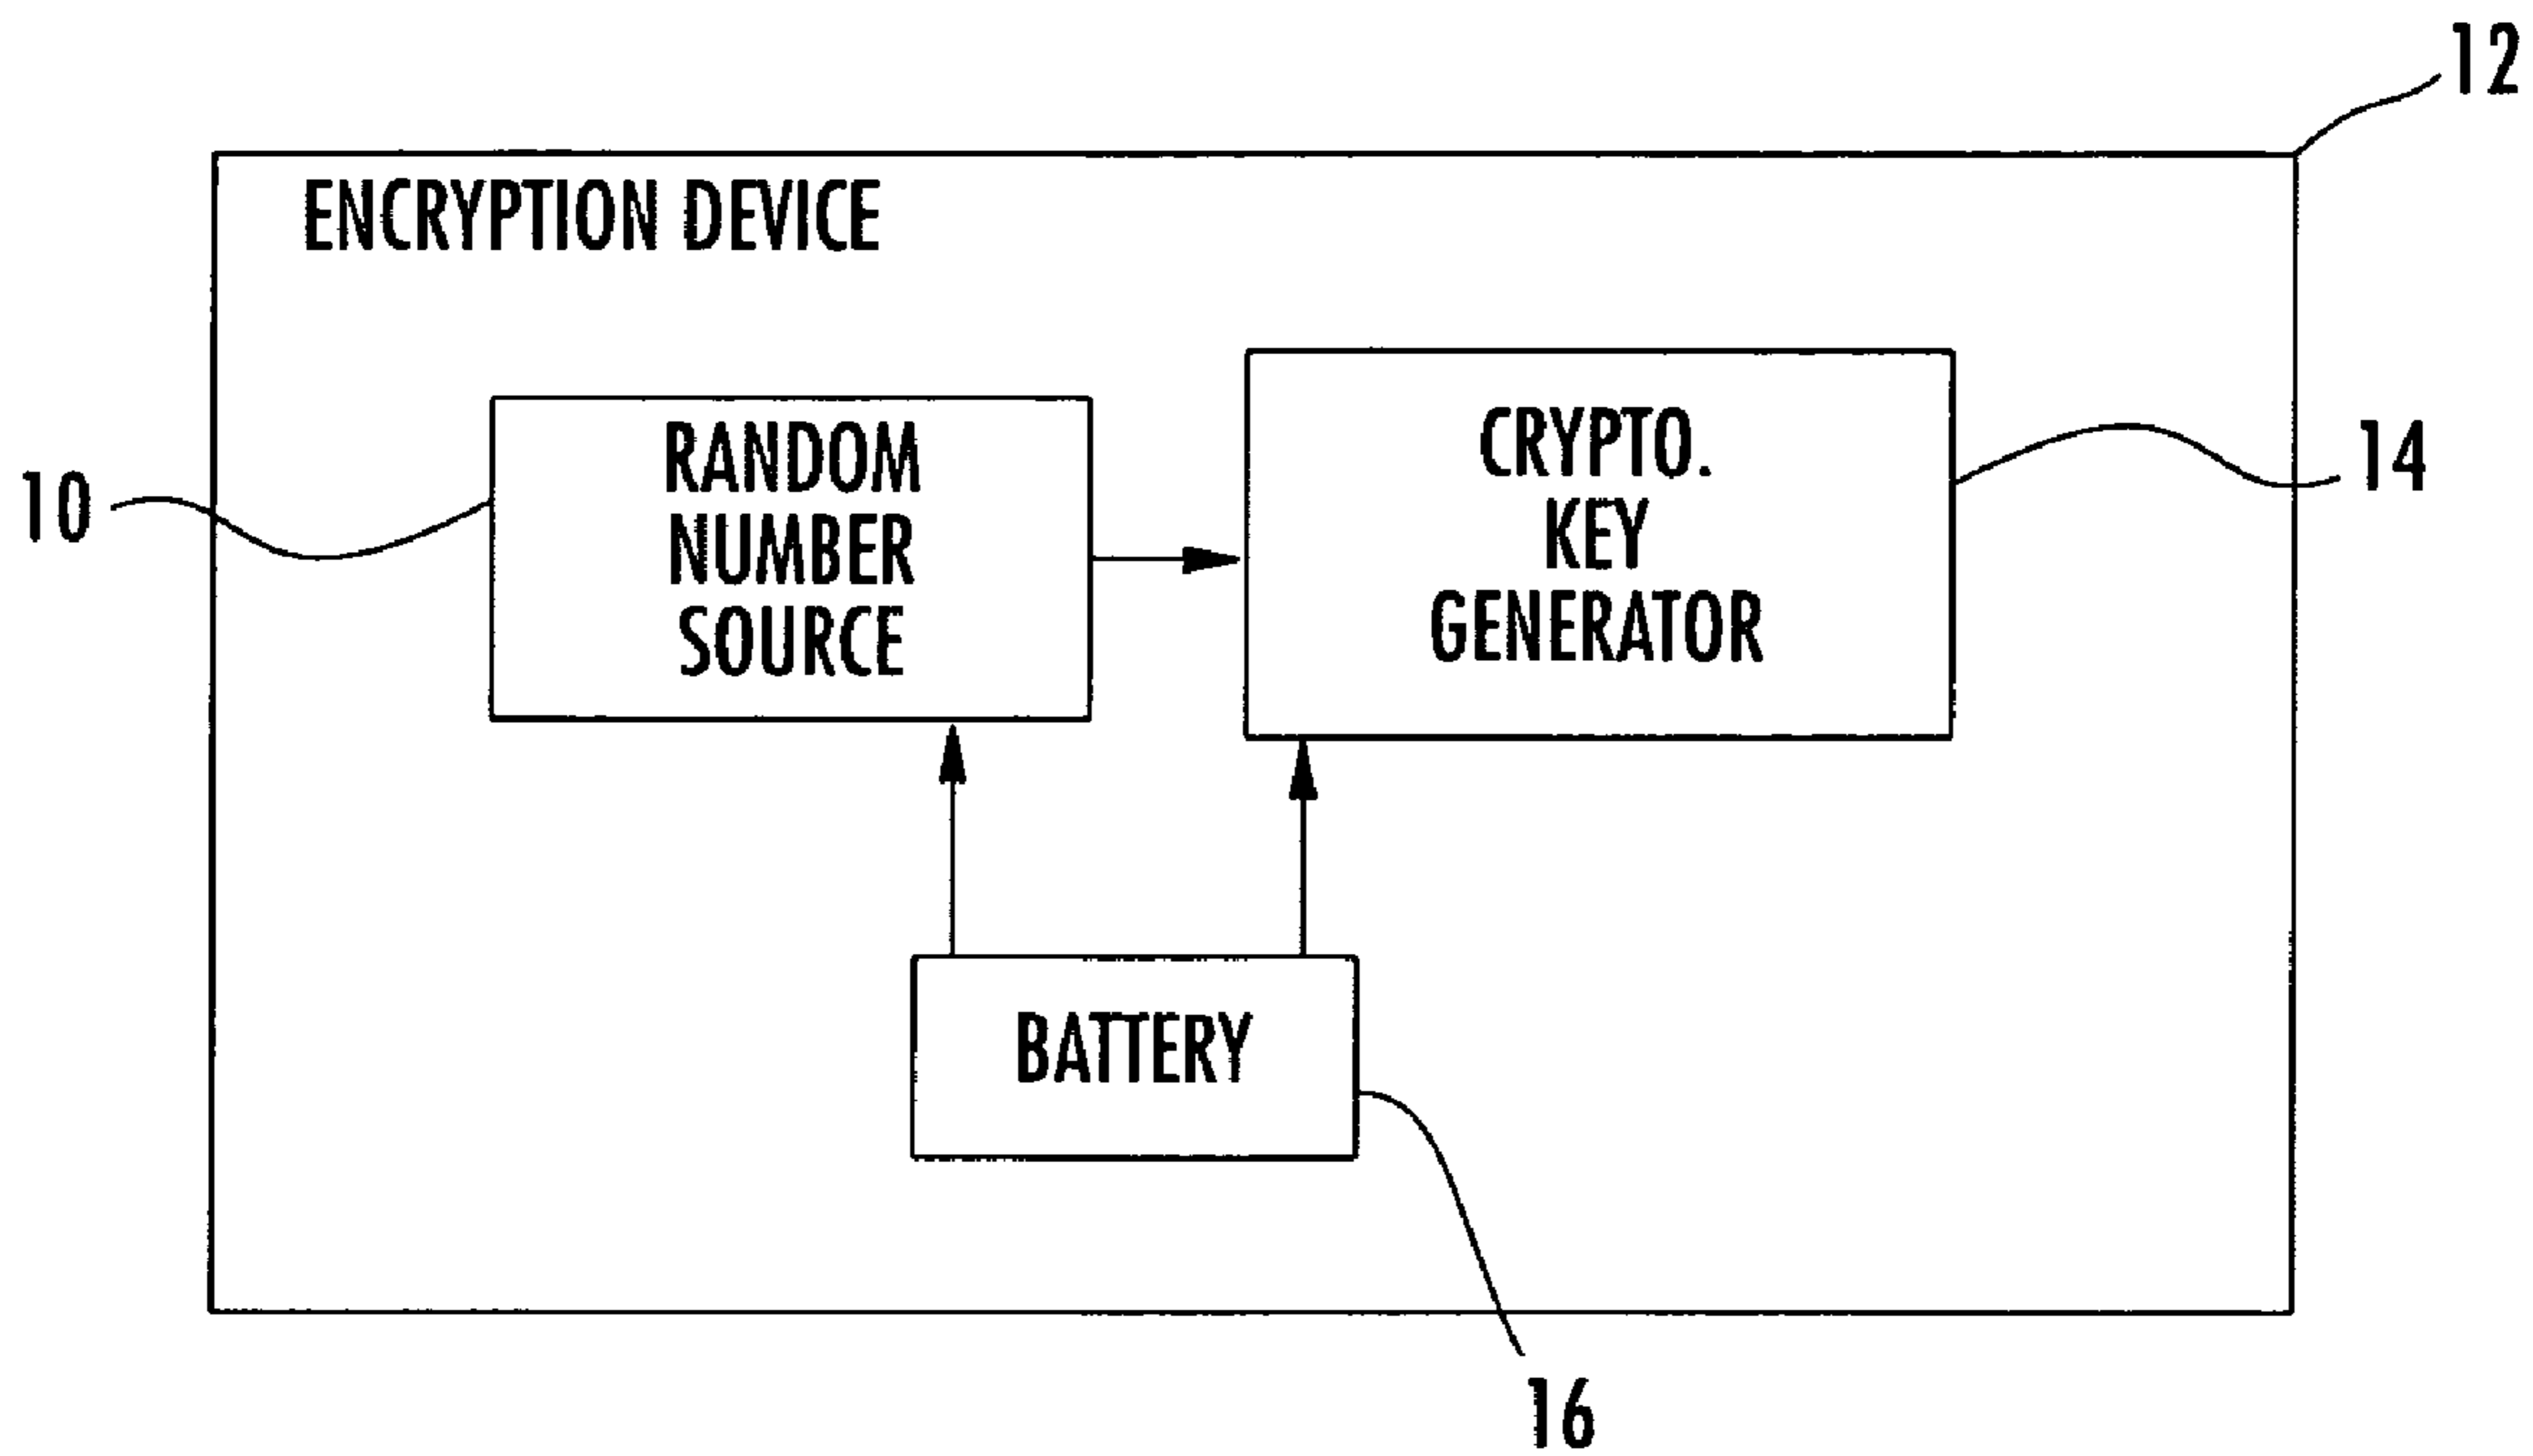 12
ENCRYPTION DEVICE
10
RANDOM
NUMBER
SOURCE
CRYPTO.
KEY
GENERATOR
14
BATTERY
16